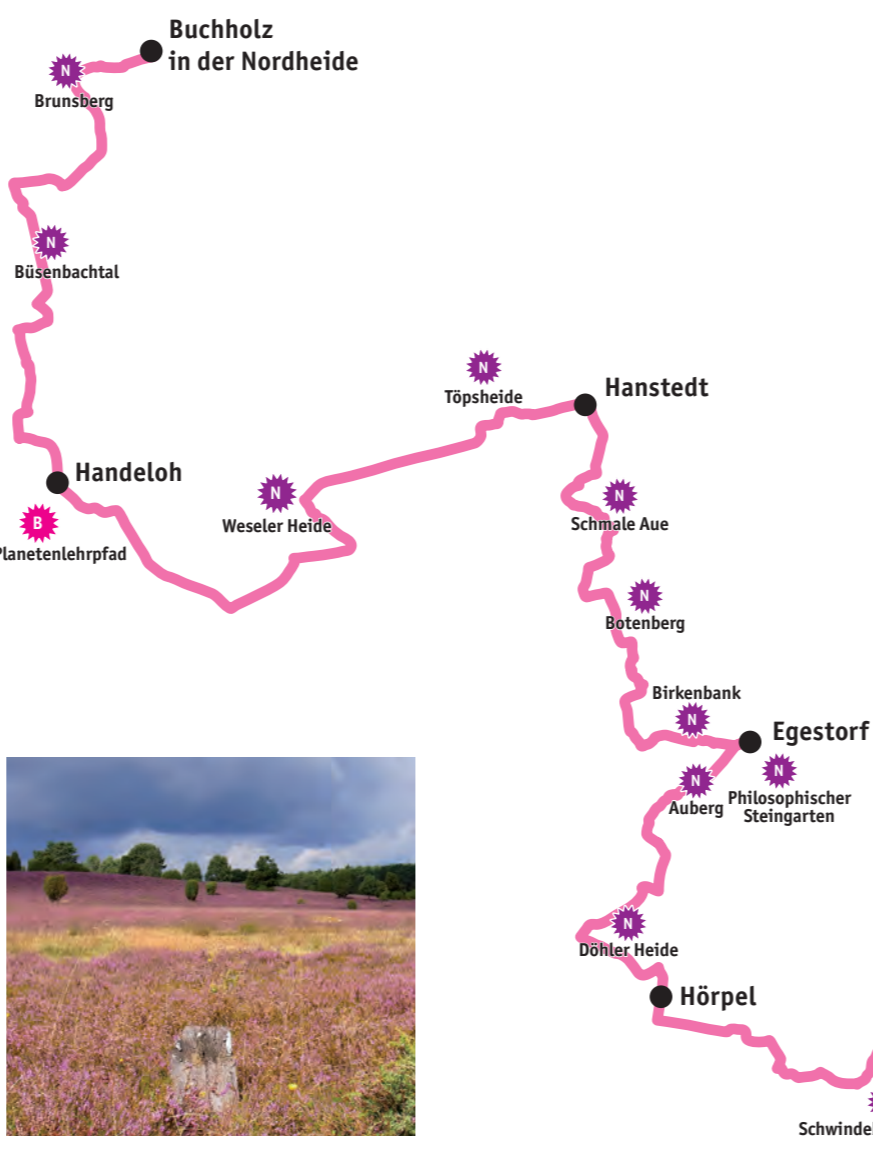 Buchholz
in der Nordheide
N
Brunsberg
N
Büsenbachtal
N
Töpsheide
Hanstedt
Handeloh
B
Planetenlehrpfad
N
Weseler Heide
N
Schmale Aue
N
Botenberg
Birkenbank
N
Egestorf
N
Auberg
N
Philosophischer
Steingarten
N
Döhler Heide
Hörpel